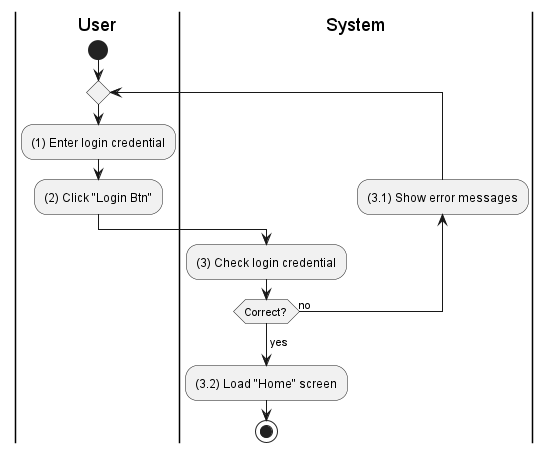 User
System
(1) Enter login credential
(2) Click "Login Btn"
(3.1) Show error messages
(3) Check login credential
Correct?
no
yes
(3.2) Load "Home" screen